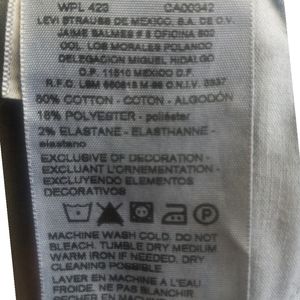 WPL 423 CA00342
LEVI STRAUSS DE MEXICO, S.A. DE C.V.
JAIME BALMES # 8 OFICINA 502
COL. LOS MORALES POLANCO
DELEGACION MIGUEL HIDALGO
C.P. 11510 MEXICO D.F.
R.F.C. LSM
80% COTTON - COTON - ALGODÓN
18% POLYESTER - poliéster
2% ELASTANE - ELASTHANNE -
elastano
EXCLUSIVE OF DECORATION -
EXCLUANT L'ORNEMENTATION -
EXCLUYENDO ELEMENTOS
DECORATIVOS
MACHINE WASH COLD. DO NOT
BLEACH. TUMBLE DRY MEDIUM
WARM IRON IF NEEDED. DRY
CLEANING POSSIBLE
LAVER EN MACHINE À L'EAU
FROIDE. NE PAS BLANCHIR